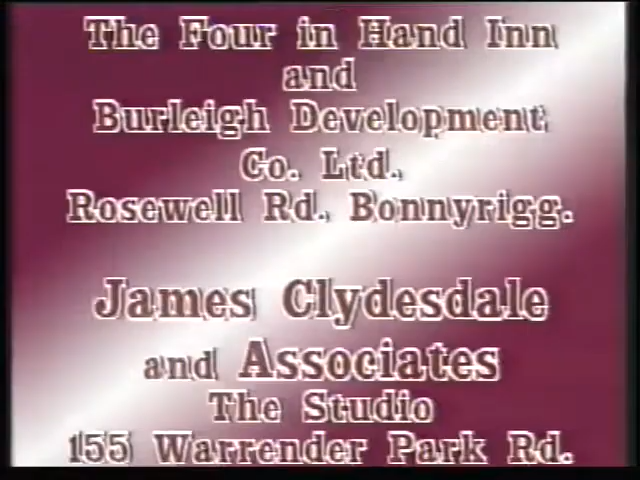 The Four in Hand Inn
and
Burleigh Development
Co. Ltd.
Rosewell Rd. Bonnyrigg.
James Clydesdale
and Associates
The Studio
155 Warrender Park Rd.